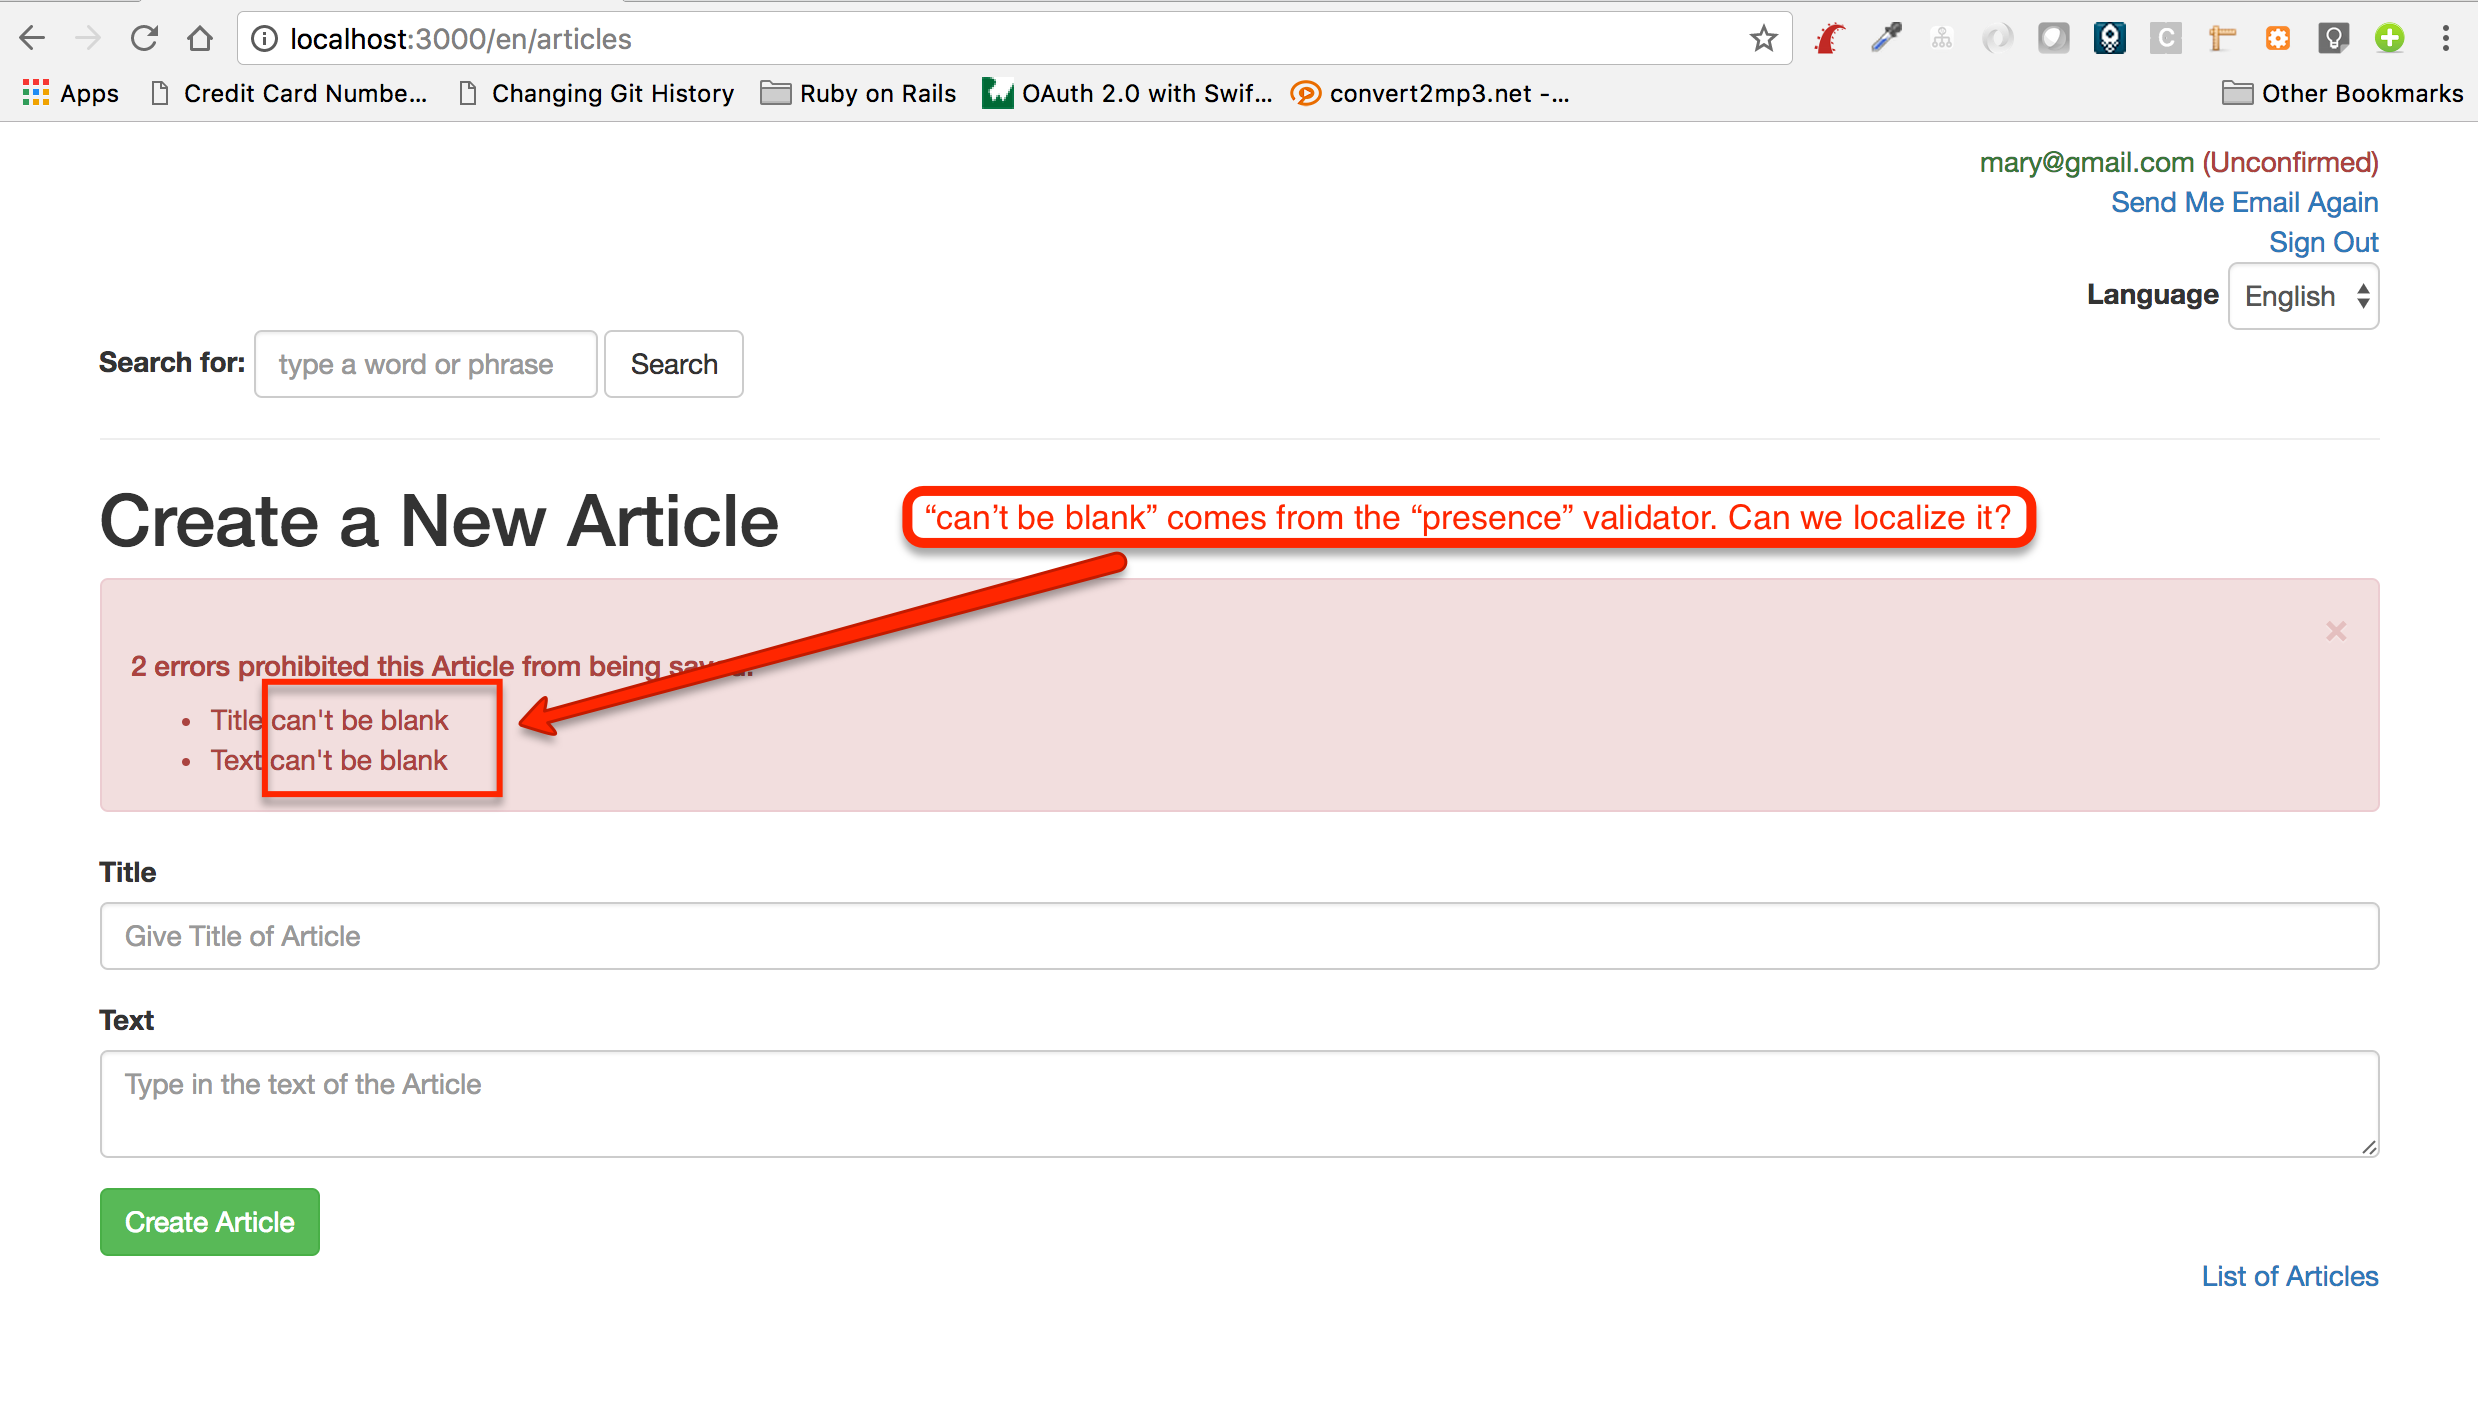 localhost:3000/en/articles
C
Apps Credit Card Numbe... Changing Git History Ruby on Rails OAuth 2.0 with Swif... convert2mp3.net -... Other Bookmarks
mary@gmail.com (Unconfirmed)
Send Me Email Again
Sign Out
Language English
Search for: type a word or phrase Search
Create a New Article
“can’t be blank” comes from the “presence” validator. Can we localize it?
×
2 errors prohibited this Article from being saved:
• Title can't be blank
• Text can't be blank
Title
Give Title of Article
Text
Type in the text of the Article
Create Article
List of Articles